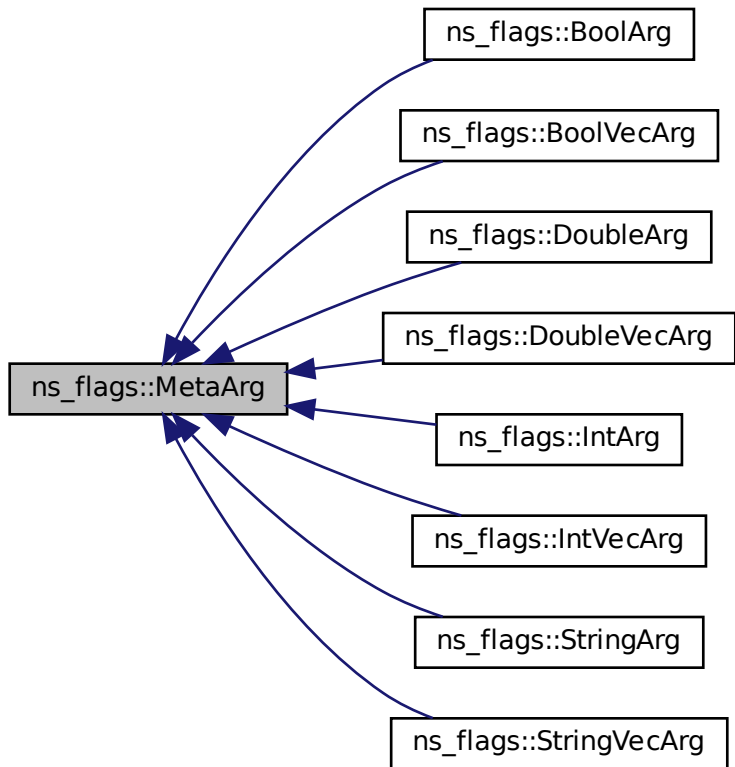 ns_flags::BoolArg
ns_flags::BoolVecArg
ns_flags::DoubleArg
ns_flags::DoubleVecArg
ns_flags::MetaArg
ns_flags::IntArg
ns_flags::IntVecArg
ns_flags::StringArg
ns_flags::StringVecArg